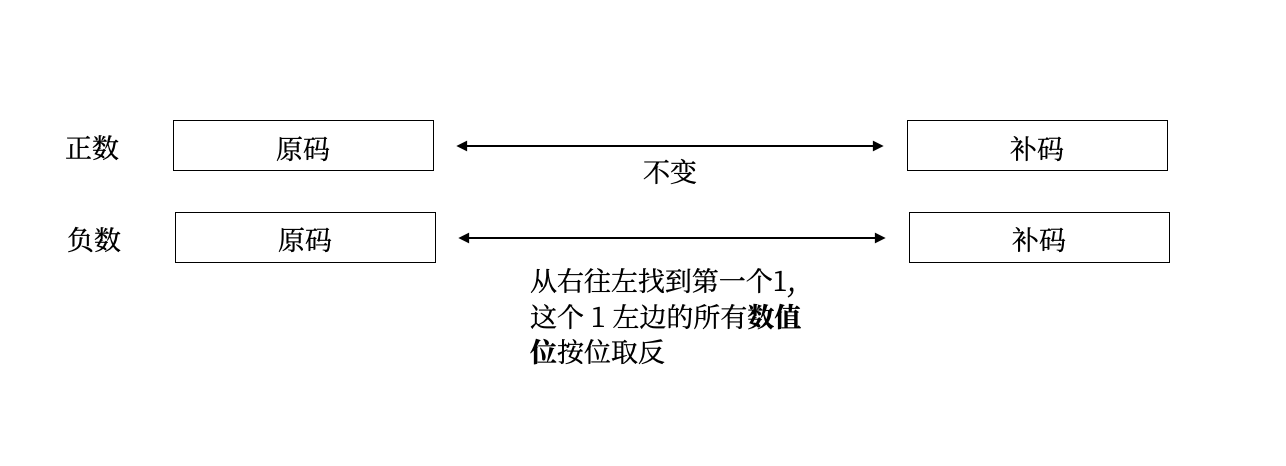 正数 原码 补码
不变
负数 原码 补码
从右往左找到第一个1,
这个 1 左边的所有数值
位按位取反